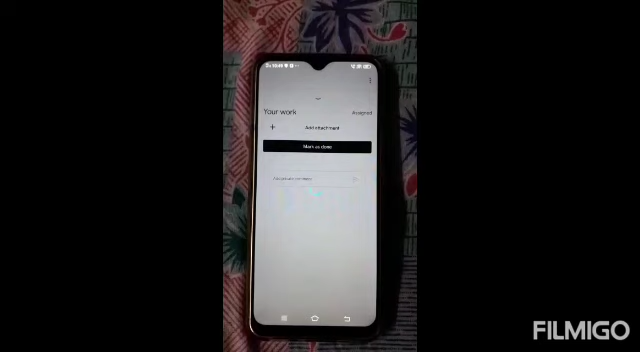 Your work
Assigned
+ Add attachment
Mark as done
FILMIGO